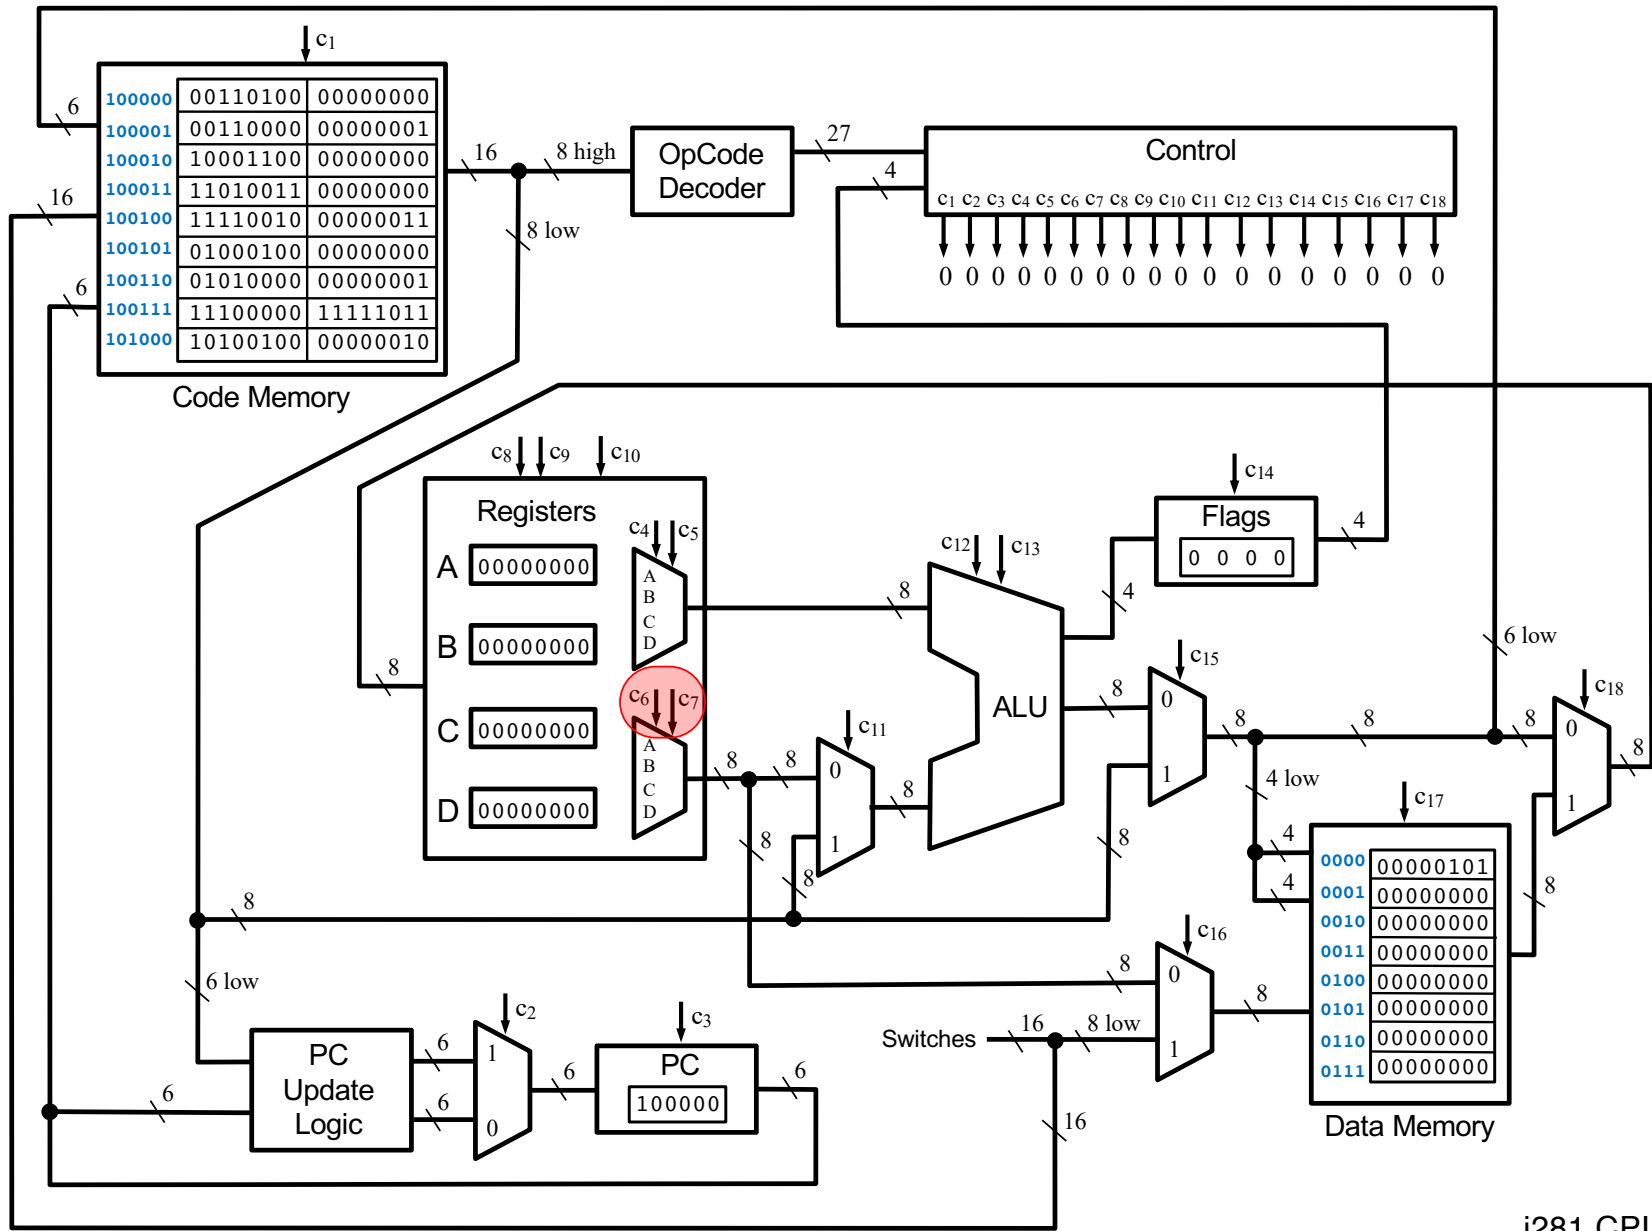 c1
100000 00110100 00000000
100001 00110000 00000001
100010 10001100 00000000
100011 11010011 00000000
100100 11110010 00000011
100101 01000100 00000000
100110 01010000 00000001
100111 11100000 11111011
101000 10100100 00000010
Code Memory
6
16
6
16
8 high
8 low
OpCode
Decoder
27
4
Control
c1 c2 c3 c4 c5 c6 c7 c8 c9 c10 c11 c12 c13 c14 c15 c16 c17 c18
0 0 0 0 0 0 0 0 0 0 0 0 0 0 0 0 0 0
c8 c9 c10
Registers
A 00000000
B 00000000
C 00000000
D 00000000
8
c4 c5
A
B
C
D
c6 c7
A
B
C
D
8
8
8
8
c11
0
1
8
8
8
c12 c13
ALU
4
8
c14
Flags
0 0 0 0
4
c15
0
1
8
8
8
6 low
8
c18
0
1
8
4 low
4
4
c17
0000 00000101
0001 00000000
0010 00000000
0011 00000000
0100 00000000
0101 00000000
0110 00000000
0111 00000000
Data Memory
8
c16
0
1
8
8
Switches
16
8 low
16
8
6 low
6
PC
Update
Logic
6
6
c2
1
0
6
c3
PC
100000
6
i281 CPU